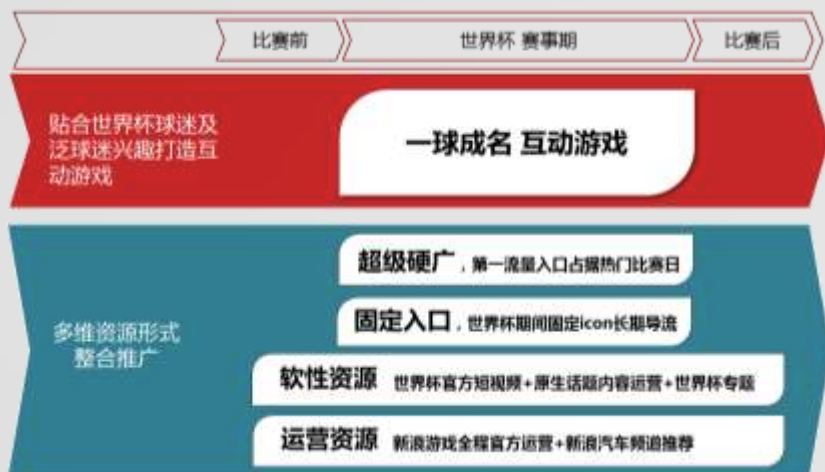 比赛前
世界杯 赛事期
比赛后
贴合世界杯球迷及
泛球迷兴趣打造互
动游戏
一球成名 互动游戏
多维资源形式
整合推广
超级硬广，第一流量入口占据热门比赛日
固定入口，世界杯期间固定icon长期导流
软性资源 世界杯官方短视频+原生话题内容运营+世界杯专题
运营资源 新浪游戏全程官方运营+新浪汽车频道推荐